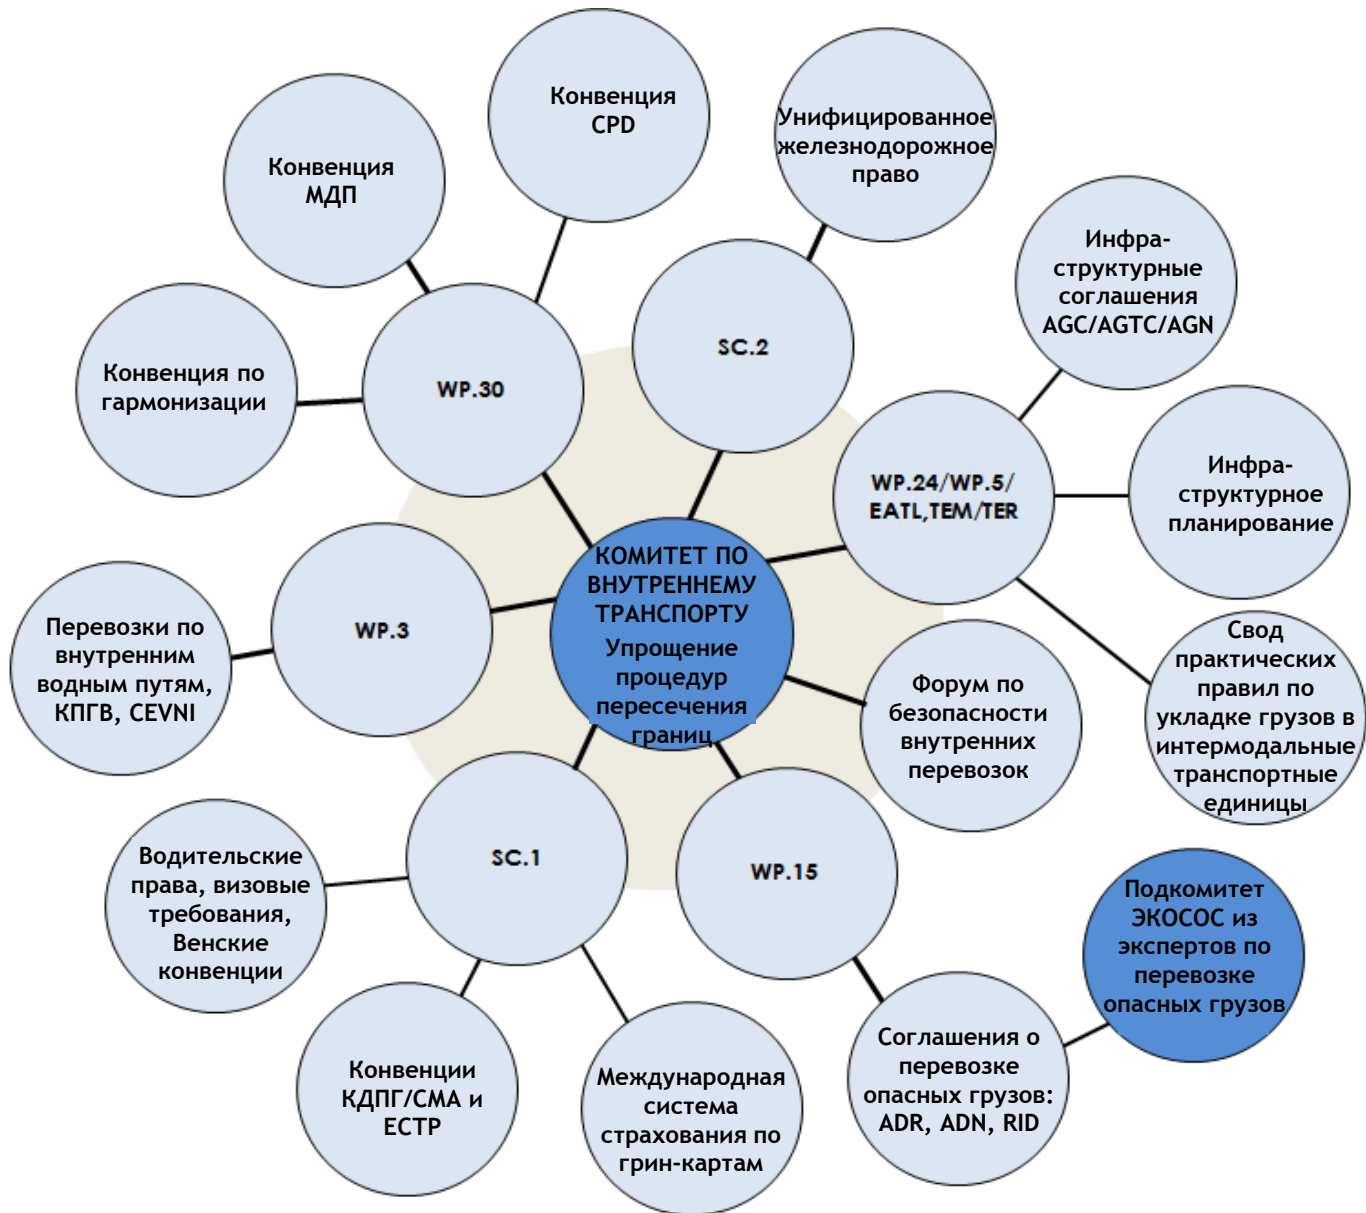 Конвенция
CPD
Унифицированное
железнодорожное
право
Конвенция
МДП
Инфра-
структурные
соглашения
AGC/AGTC/AGN
SC.2
WP.30
Конвенция по
гармонизации
WP.24/WP.5/
EATL,TEM/TER
Инфра-
структурное
планирование
КОМИТЕТ ПО
ВНУТРЕННЕМУ
ТРАНСПОРТУ
Упрощение
процедур
пересечения
границ
WP.3
Перевозки по
внутренним
водным путям,
КПГВ, CEVNI
Форум по
безопасности
внутренних
перевозок
Свод
практических
правил по
укладке грузов в
интермодальные
транспортные
единицы
SC.1
WP.15
Водительские
права, визовые
требования,
Венские
конвенции
Подкомитет
ЭКОСОС из
экспертов по
перевозке
опасных грузов
Конвенции
КДПГ/СМА и
ЕСТР
Международная
система
страхования по
грин-картам
Соглашения о
перевозке
опасных грузов:
ADR, ADN, RID